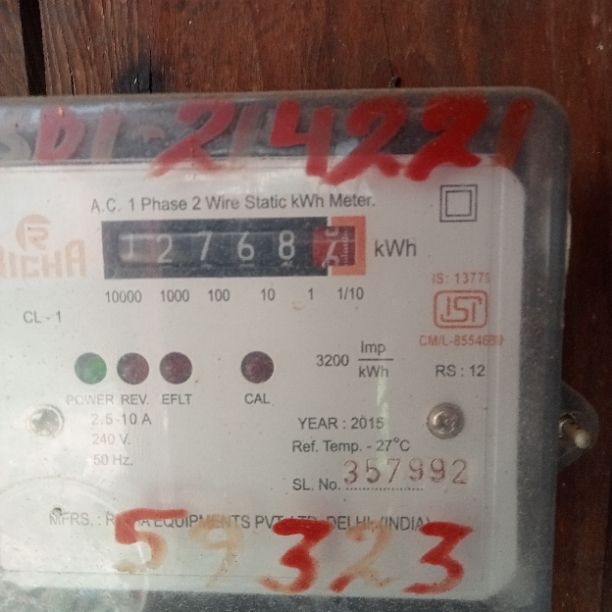 DL-214221
A.C. 1 Phase 2 Wire Static kWh Meter.
RICHA
12768 kWh
10000 1000 100 10 1 1/10
IS: 13779
CL - 1
ISI
3200 Imp/kWh
RS : 12
POWER REV. EFLT CAL
2.5-10 A
240 V.
50 Hz.
YEAR : 2015
Ref. Temp. - 27°C
SL. No. 357992
MFRS. : RICHA EQUIPMENTS PVT. LTD. DELHI (INDIA)
59323